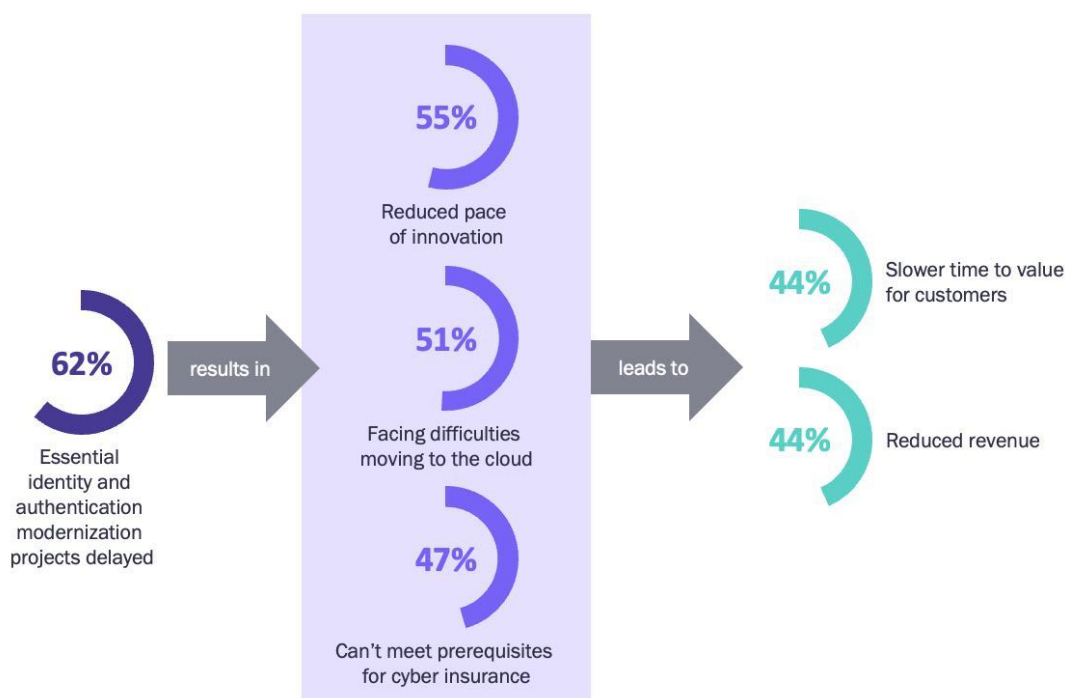 62%
Essential
identity and
authentication
modernization
projects delayed
results in
55%
Reduced pace
of innovation
51%
Facing difficulties
moving to the cloud
47%
Can't meet prerequisites
for cyber insurance
leads to
44%
Slower time to value
for customers
44%
Reduced revenue